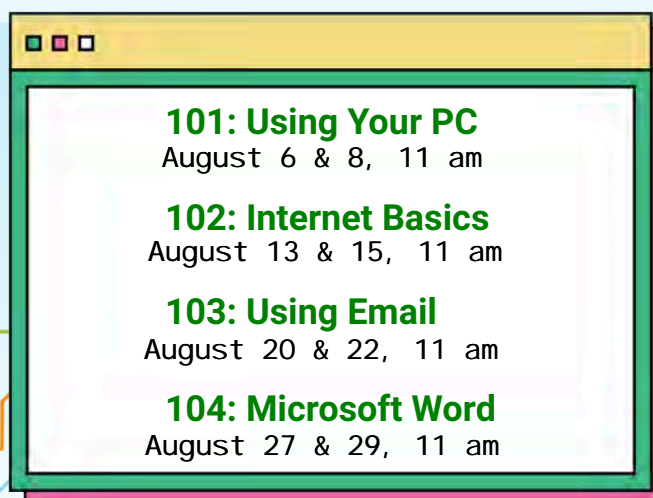 101: Using Your PC
August 6 & 8, 11 am
102: Internet Basics
August 13 & 15, 11 am
103: Using Email
August 20 & 22, 11 am
104: Microsoft Word
August 27 & 29, 11 am